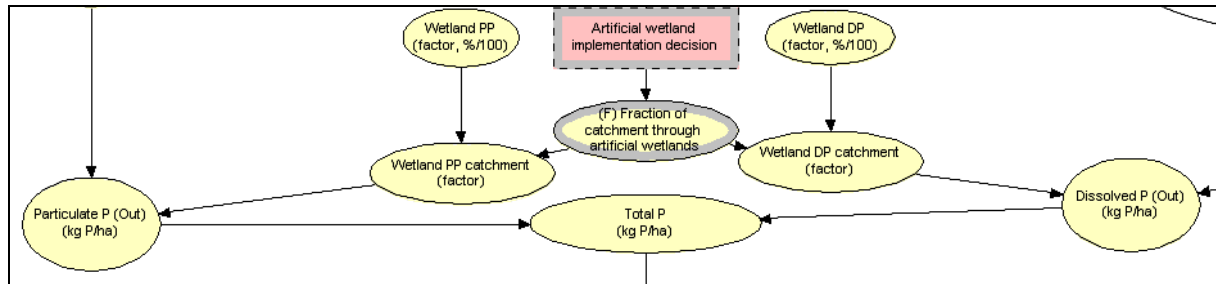 Wetland PP
(factor, %/100)
Artificial wetland
implementation decision
Wetland DP
(factor, %/100)
(F) Fraction of
catchment through
artificial wetlands
Wetland PP catchment
(factor)
Wetland DP catchment
(factor)
Particulate P (Out)
(kg P/ha)
Total P
(kg P/ha)
Dissolved P (Out)
(kg P/ha)